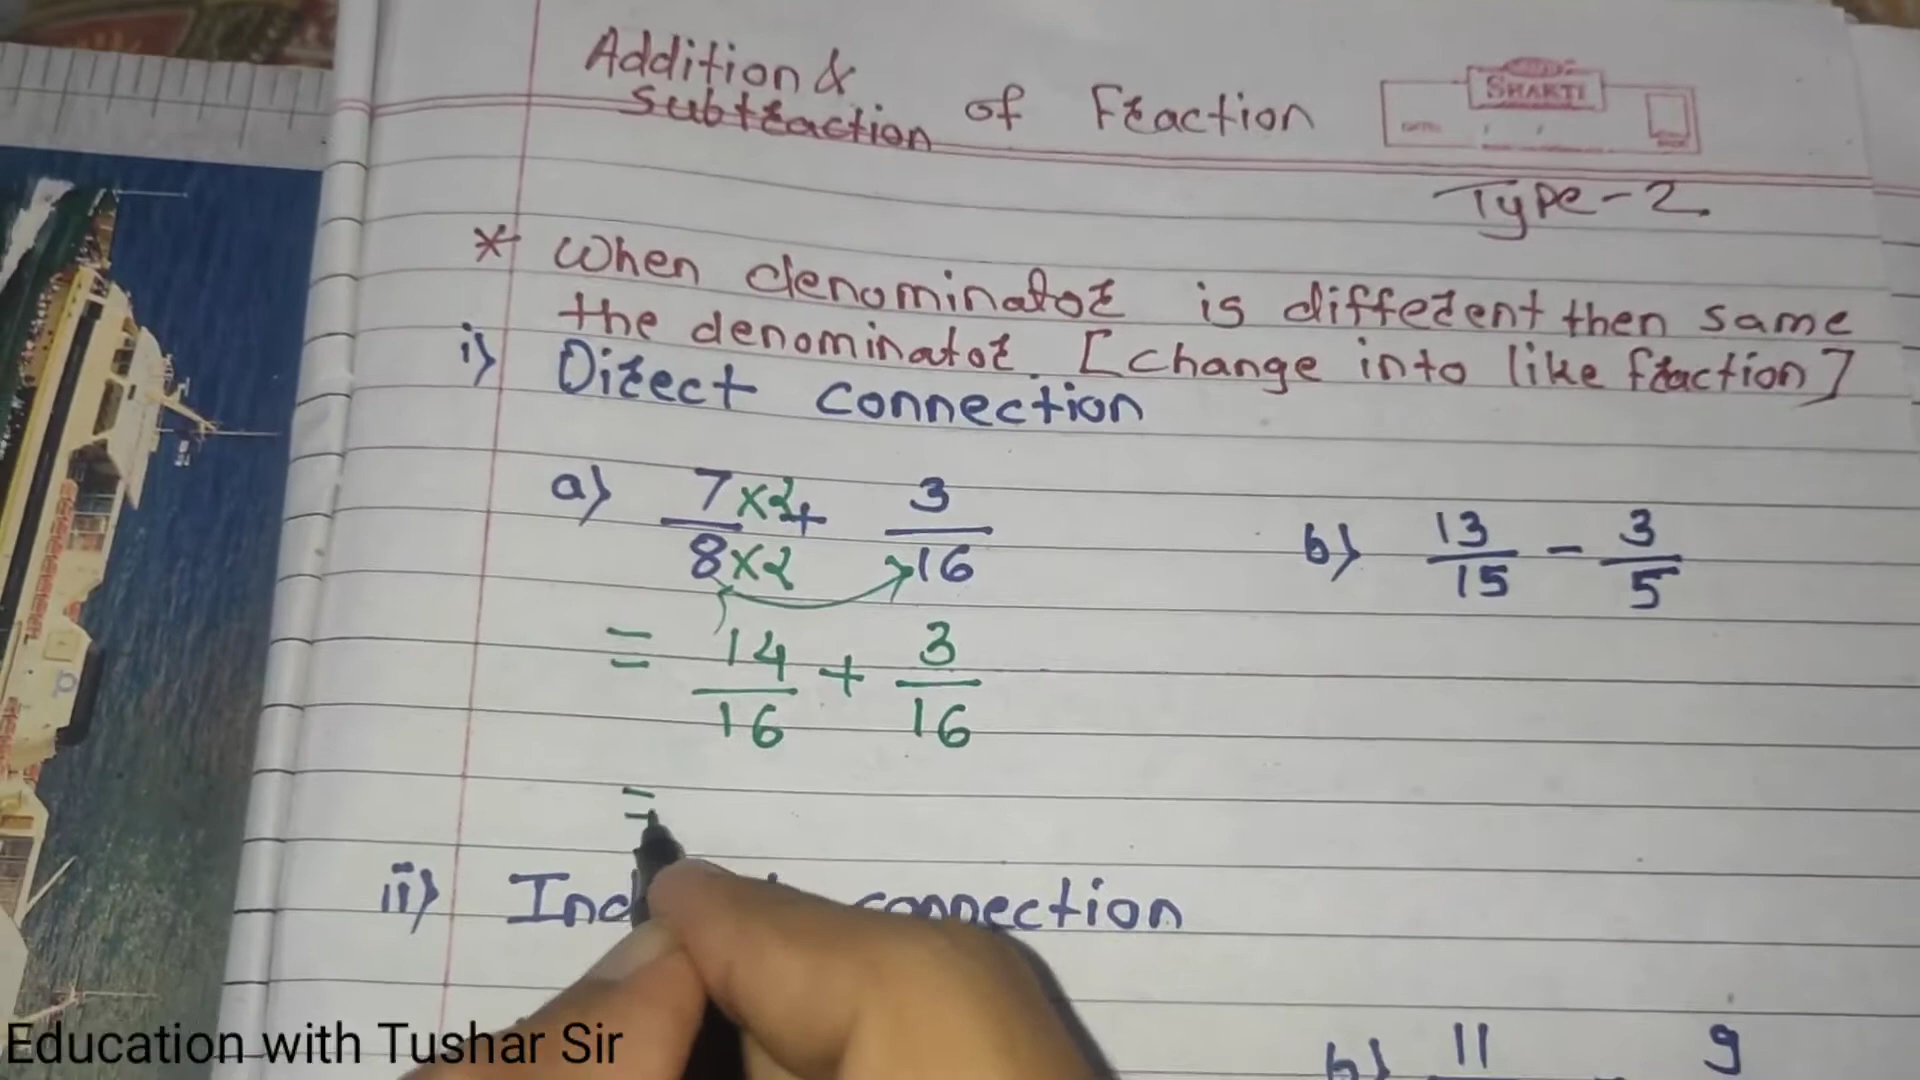 Addition &
Subtraction of Fraction
SHAKTI
Type-2.
* When denominator is different then same
the denominator. [change into like fraction]
i) Direct connection
a) 7×2/8×2 + 3/16
b) 13/15 - 3/5
= 14/16 + 3/16
=
ii) connection
b) 11 9
Education with Tushar Sir